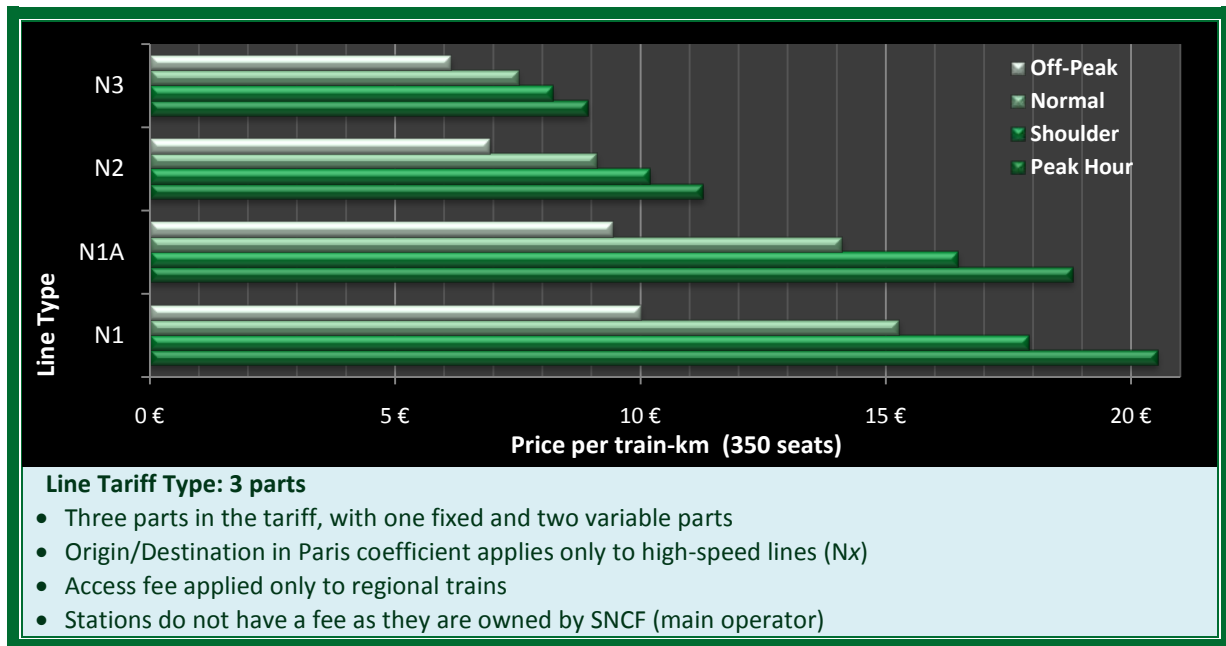 N3
N2
N1A
N1
Line Type
Off-Peak
Normal
Shoulder
Peak Hour
0 €
5 €
10 €
15 €
20 €
Price per train-km (350 seats)
Line Tariff Type: 3 parts
• Three parts in the tariff, with one fixed and two variable parts
• Origin/Destination in Paris coefficient applies only to high-speed lines (Nx)
• Access fee applied only to regional trains
• Stations do not have a fee as they are owned by SNCF (main operator)